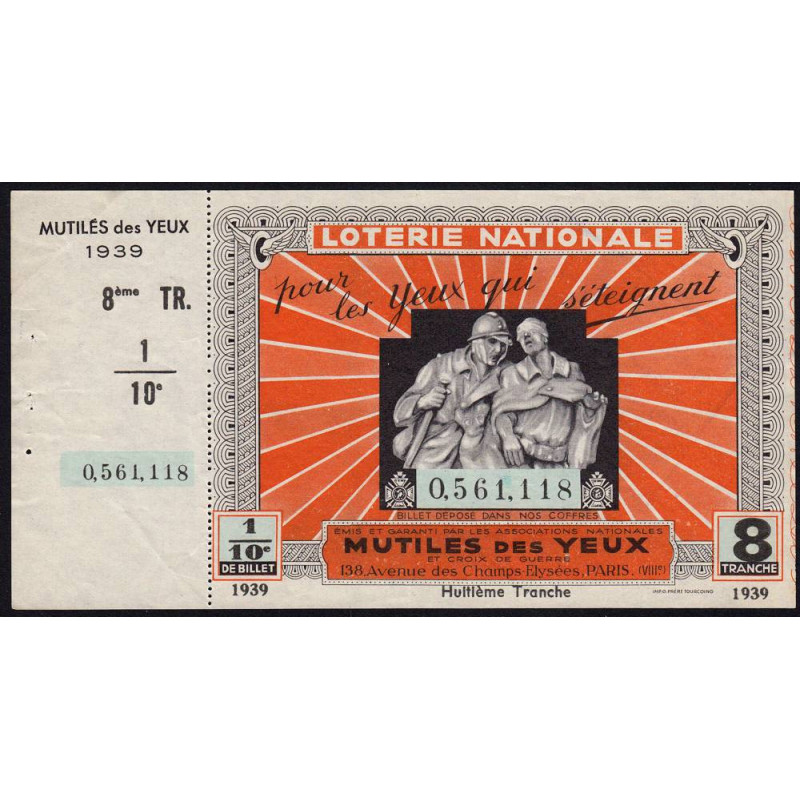 MUTILÉS des YEUX
1939
8ème TR.
1
10e
0,561,118
LOTERIE NATIONALE
pour les Yeux qui s'éteignent
0,561,118
BILLET DÉPOSÉ DANS NOS COFFRES
ÉMIS ET GARANTI PAR LES ASSOCIATIONS NATIONALES
MUTILES DES YEUX
ET CROIX DE GUERRE
138, Avenue des Champs-Elysées, PARIS. (VIIIe)
1
10e
DE BILLET
1939
Huitième Tranche
8
TRANCHE
IMP. G. FRÈRE TOURCOING
1939